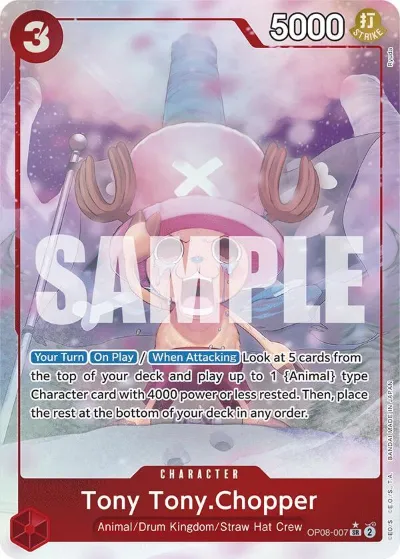 3
5000
打
STRIKE
Ryuda
SAMPLE
Your Turn On Play / When Attacking Look at 5 cards from
the top of your deck and play up to 1 {Animal} type
Character card with 4000 power or less rested. Then, place
the rest at the bottom of your deck in any order.
CHARACTER
Tony Tony.Chopper
Animal/Drum Kingdom/Straw Hat Crew
OP08-007 SR 2
©E.O./S. ©E.O.S.,T.A. BANDAI MADE IN JAPAN